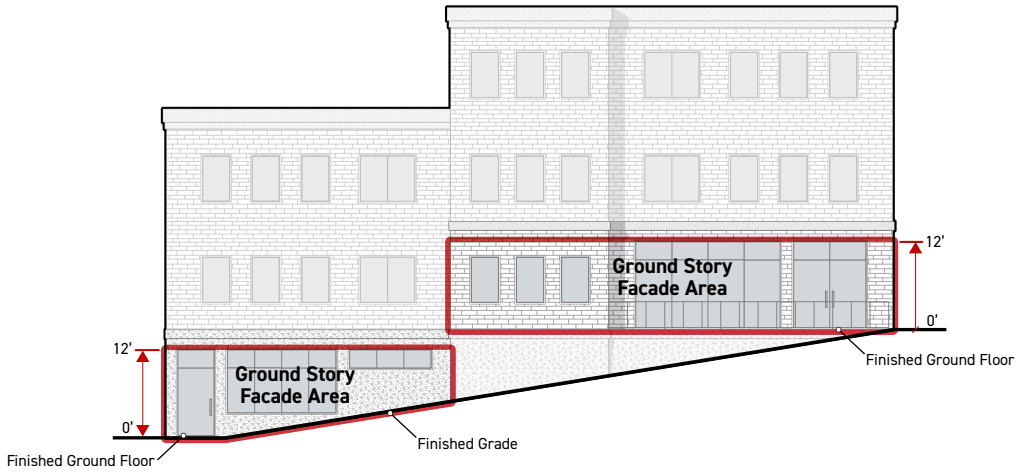 12'
Ground Story
Facade Area
0'
Finished Ground Floor
12'
Ground Story
Facade Area
0'
Finished Grade
Finished Ground Floor